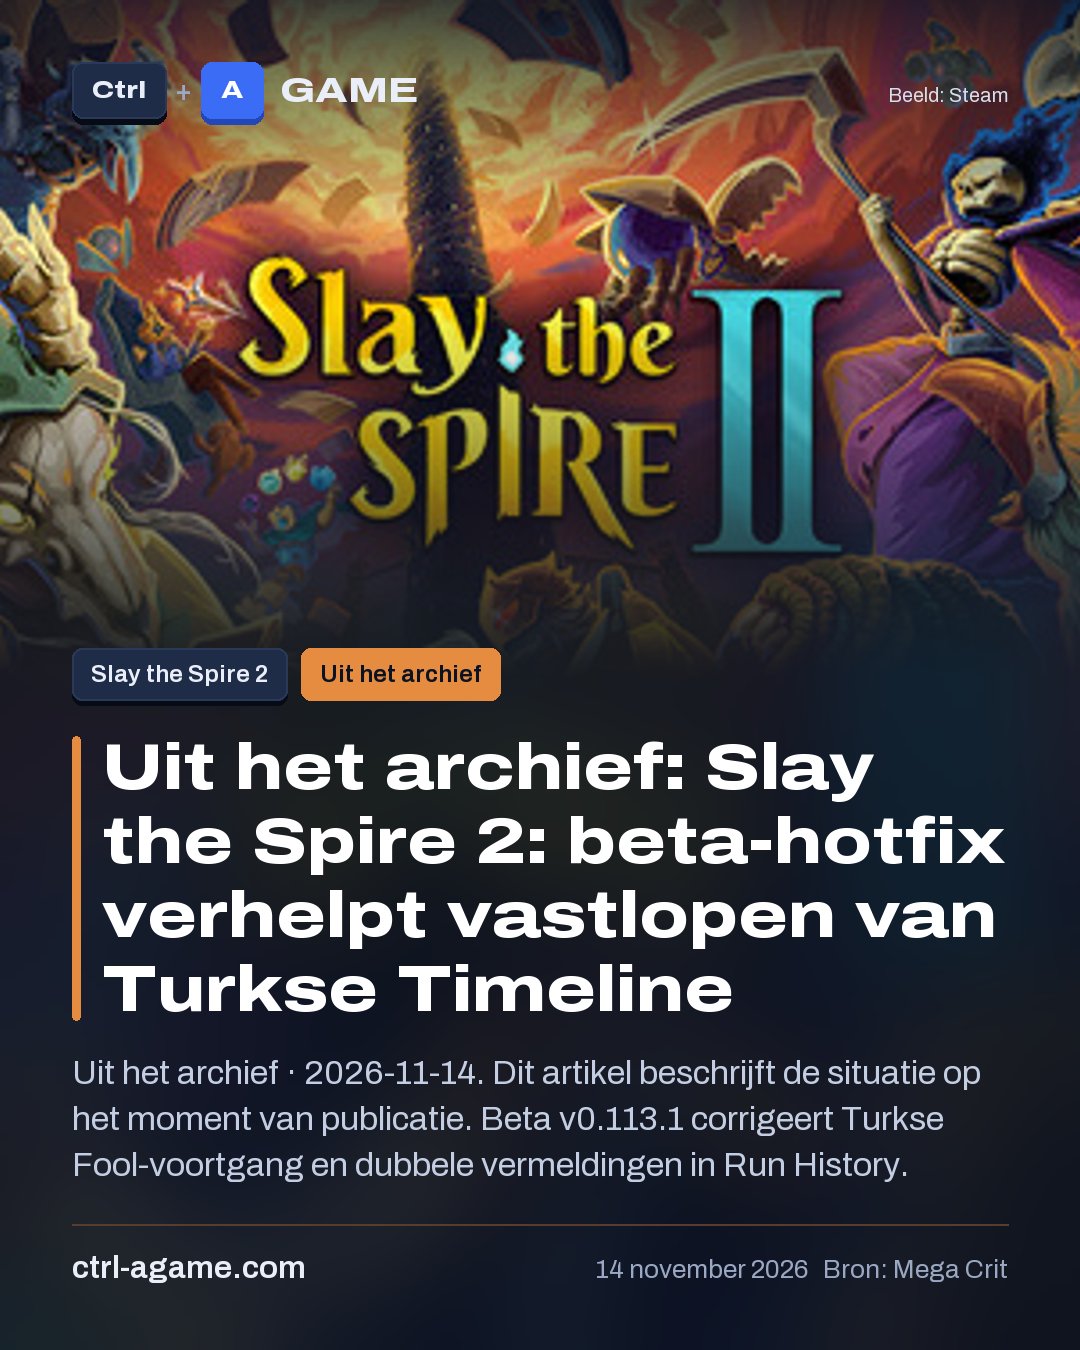 Ctrl + A GAME
Beeld: Steam
Slay the
SPIRE II
Slay the Spire 2
Uit het archief
Uit het archief: Slay
the Spire 2: beta-hotfix
verhelpt vastlopen van
Turkse Timeline
Uit het archief · 2026-11-14. Dit artikel beschrijft de situatie op
het moment van publicatie. Beta v0.113.1 corrigeert Turkse
Fool-voortgang en dubbele vermeldingen in Run History.
ctrl-agame.com
14 november 2026 Bron: Mega Crit